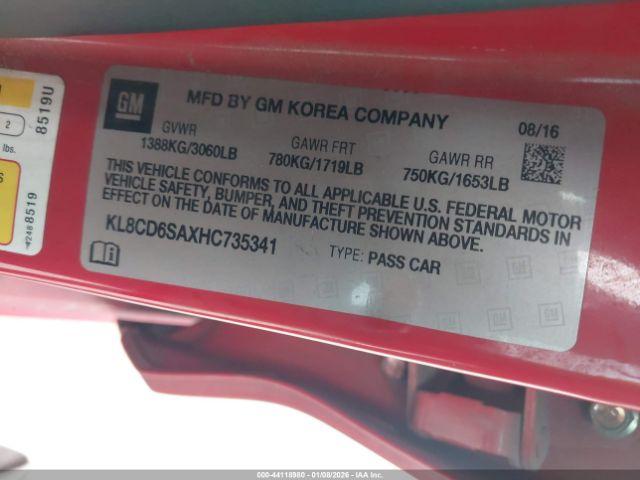 GM
MFD BY GM KOREA COMPANY
08/16
GVWR
1388KG/3060LB
GAWR FRT
780KG/1719LB
GAWR RR
750KG/1653LB
THIS VEHICLE CONFORMS TO ALL APPLICABLE U.S. FEDERAL MOTOR
VEHICLE SAFETY, BUMPER, AND THEFT PREVENTION STANDARDS IN
EFFECT ON THE DATE OF MANUFACTURE SHOWN ABOVE.
KL8CD6SAXHC735341
TYPE: PASS CAR
2
lbs.
8519U
8519
000-44118980 | 01/08/2026 | IAA Inc.